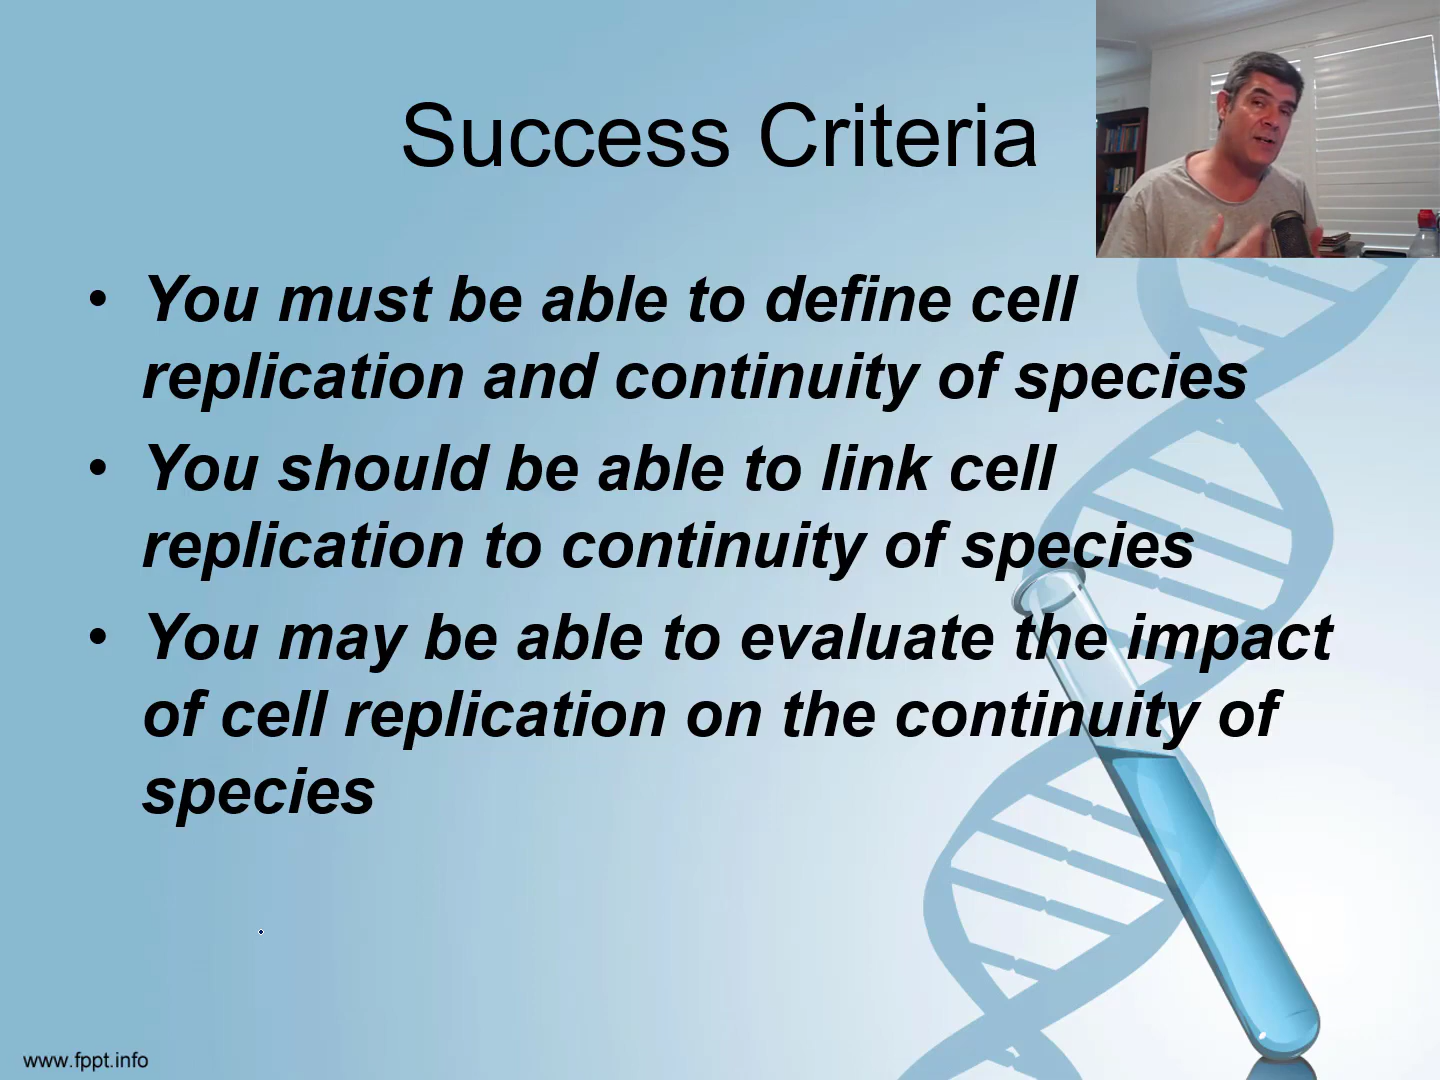 Success Criteria
• You must be able to define cell
replication and continuity of species
• You should be able to link cell
replication to continuity of species
• You may be able to evaluate the impact
of cell replication on the continuity of
species
www.fppt.info